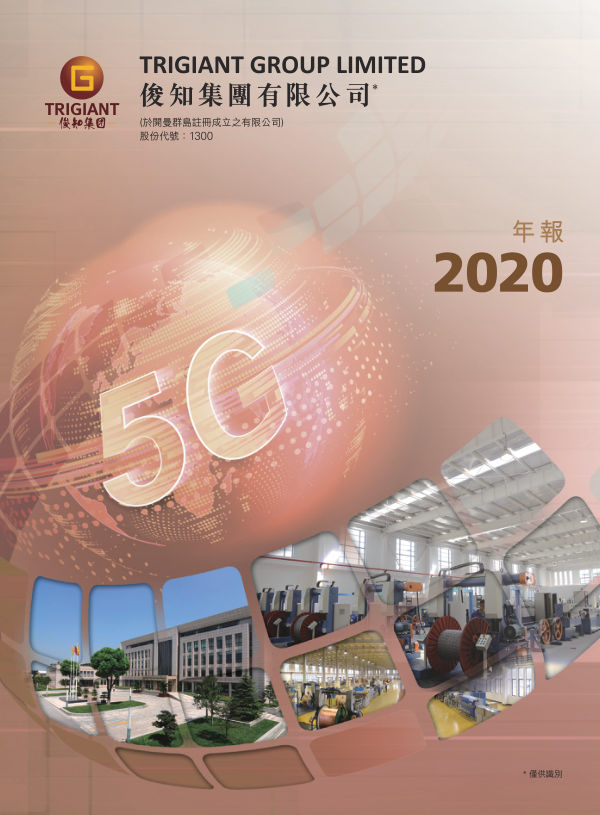 TRIGIANT
俊知集团
TRIGIANT GROUP LIMITED
俊知集團有限公司*
(於開曼群島註冊成立之有限公司)
股份代號：1300
年報
2020
5G
* 僅供識別